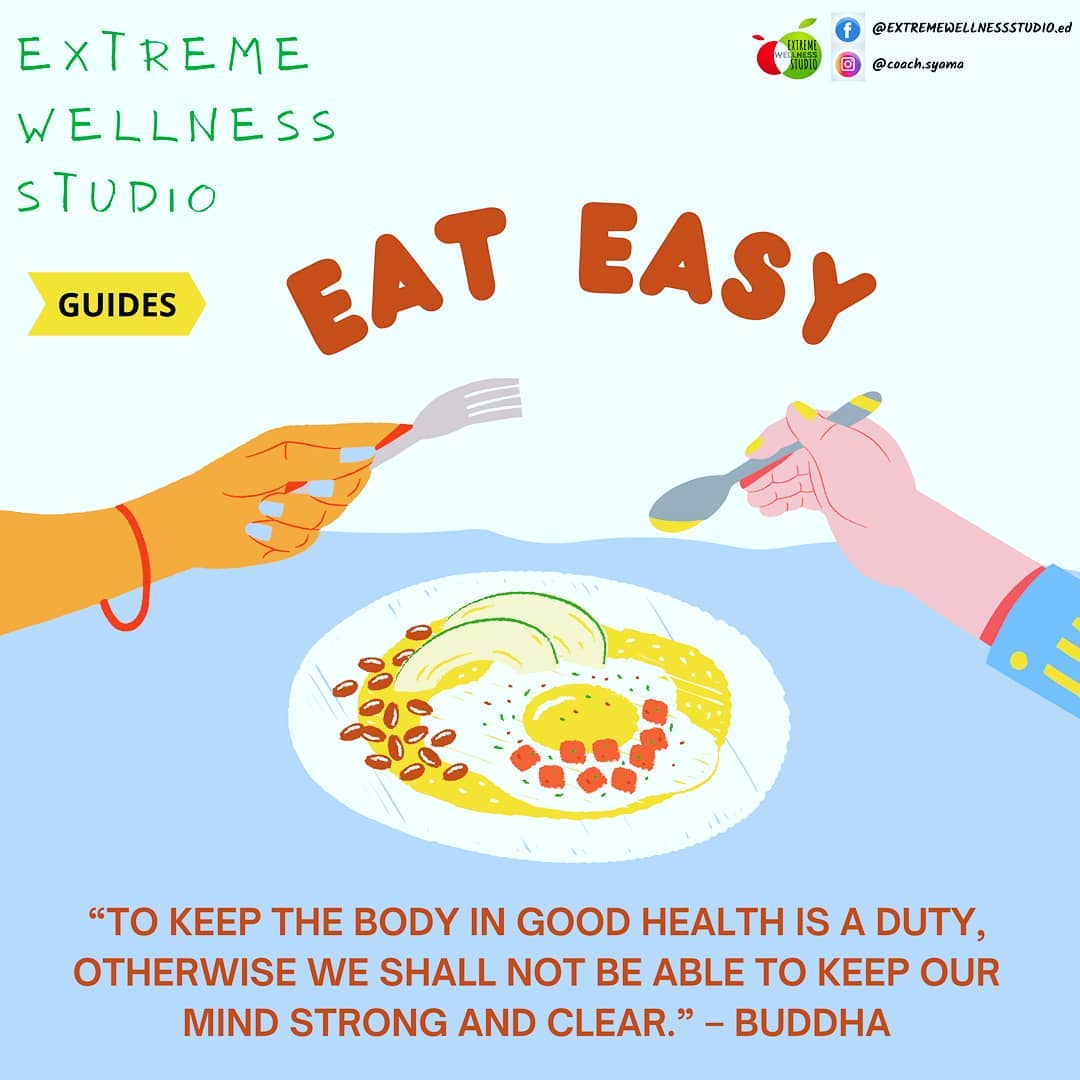 EXTREME
WELLNESS
STUDIO
EXTREME
WELLNESS
STUDIO
@EXTREMEWELLNESSSTUDIO.ed
@coach.syama
EAT EASY
GUIDES
“TO KEEP THE BODY IN GOOD HEALTH IS A DUTY,
OTHERWISE WE SHALL NOT BE ABLE TO KEEP OUR
MIND STRONG AND CLEAR.” – BUDDHA